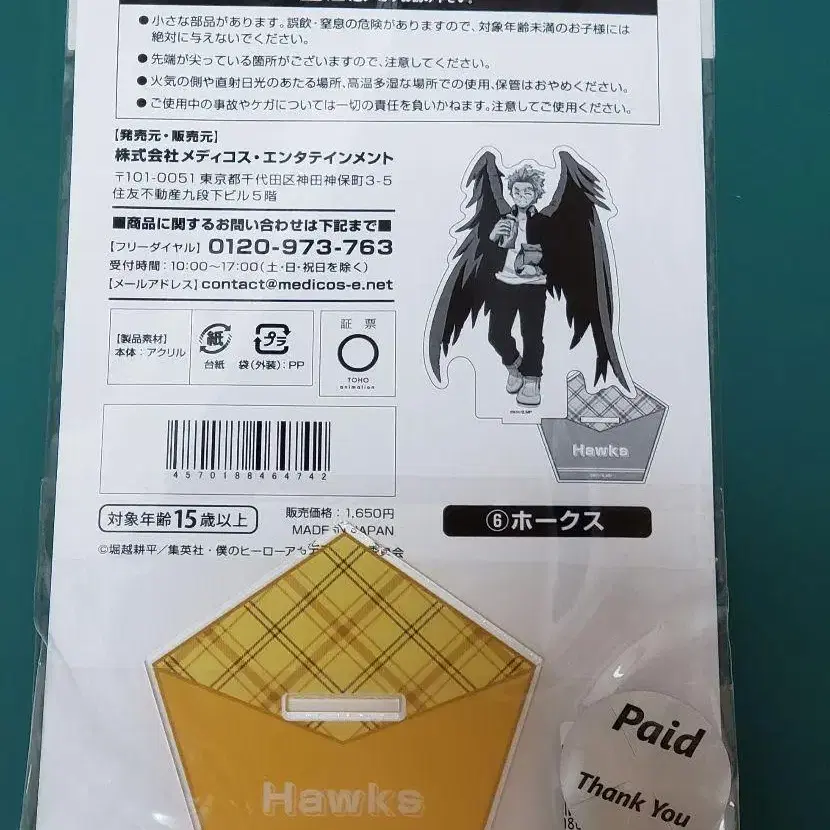 ●小さな部品があります。誤飲・窒息の危険がありますので、対象年齢未満のお子様には
絶対に与えないでください。
●先端が尖っている箇所がございますので、注意してください。
●火気の側や直射日光のあたる場所、高温多湿な場所での使用、保管はおやめください。
●ご使用中の事故やケガについては一切の責任を負いかねます。注意してご使用ください。
【発売元・販売元】
株式会社メディコス・エンタテインメント
〒101-0051 東京都千代田区神田神保町3-5
住友不動産九段下ビル5階
■商品に関するお問い合わせは下記まで■
【フリーダイヤル】0120-973-763
受付時間:10:00~17:00(土・日・祝日を除く)
【メールアドレス】contact@medicos-e.net
【製品素材】
本体:アクリル
紙
台紙
プラ
袋(外装):PP
証 票
TOHO
animation
Hawks
4570188464742
対象年齢15歳以上
販売価格:1,650円
MADE IN JAPAN
⑥ホークス
©堀越耕平/集英社・僕のヒーローア
Hawks
Paid
Thank You